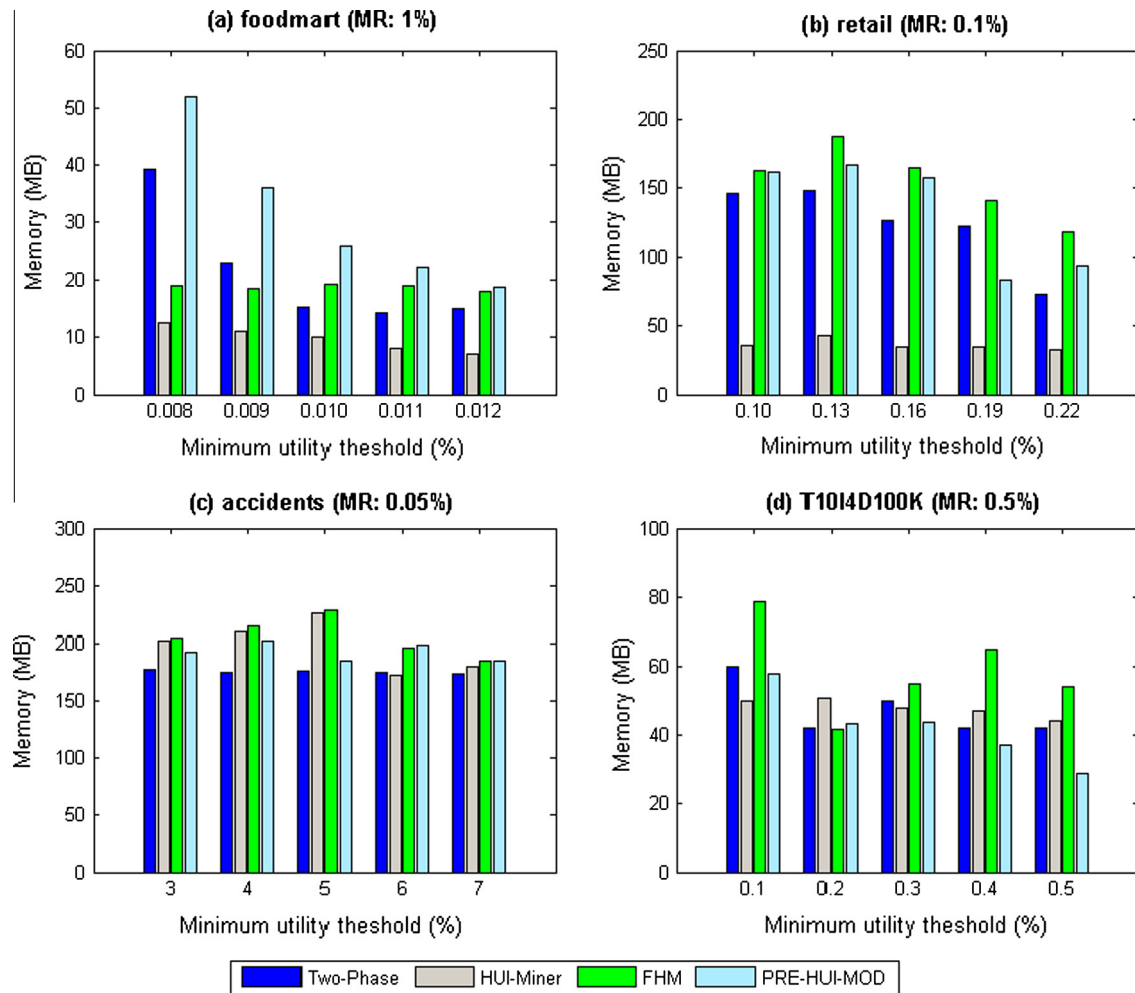 (a) foodmart (MR: 1%)
Memory (MB)
60
50
40
30
20
10
0
0.008 0.009 0.010 0.011 0.012
Minimum utility theshold (%)
(b) retail (MR: 0.1%)
Memory (MB)
250
200
150
100
50
0
0.10 0.13 0.16 0.19 0.22
Minimum utility theshold (%)
(c) accidents (MR: 0.05%)
Memory (MB)
300
250
200
150
100
50
0
3 4 5 6 7
Minimum utility threshold (%)
(d) T10I4D100K (MR: 0.5%)
Memory (MB)
100
80
60
40
20
0
0.1 0.2 0.3 0.4 0.5
Minimum utility threshold (%)
Two-Phase HUI-Miner FHM PRE-HUI-MOD